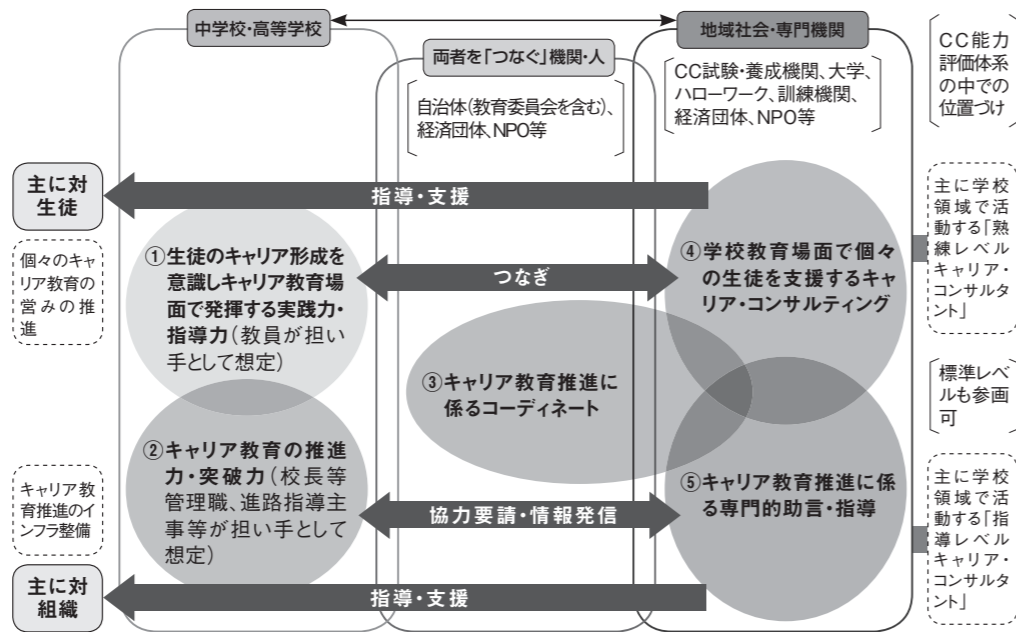 中学校・高等学校
両者を「つなぐ」機関・人
自治体(教育委員会を含む)、
経済団体、NPO等
地域社会・専門機関
CC試験・養成機関、大学、
ハローワーク、訓練機関、
経済団体、NPO等
CC能力
評価体系
の中での
位置づけ
主に対
生徒
指導・支援
個々のキャ
リア教育の
営みの推
進
①生徒のキャリア形成を
意識しキャリア教育場
面で発揮する実践力・
指導力(教員が担い
手として想定)
つなぎ
④学校教育場面で個々
の生徒を支援するキャ
リア・コンサルティング
主に学校
領域で活
動する「熟
練レベル
キャリア・
コンサルタ
ント」
③キャリア教育推進に
係るコーディネート
標準レベ
ルも参画
可
②キャリア教育の推進
力・突破力(校長等
管理職、進路指導主
事等が担い手として
想定)
キャリア教
育推進のイ
ンフラ整備
協力要請・情報発信
⑤キャリア教育推進に係
る専門的助言・指導
主に学校
領域で活
動する「指
導レベル
キャリア・
コンサルタ
ント」
主に対
組織
指導・支援